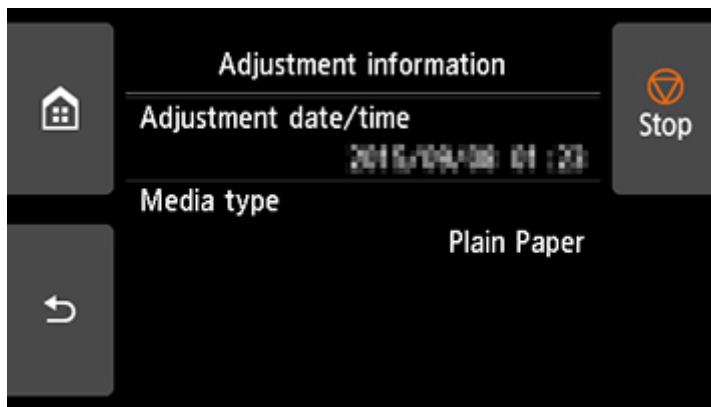 Adjustment information
Stop
Adjustment date/time
Media type
Plain Paper